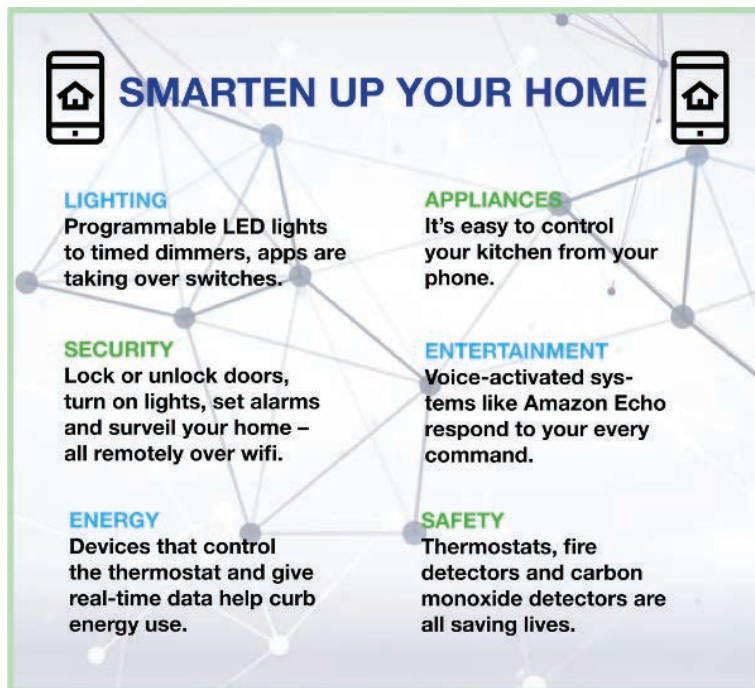 SMARTEN UP YOUR HOME
LIGHTING
Programmable LED lights
to timed dimmers, apps are
taking over switches.
APPLIANCES
It's easy to control
your kitchen from your
phone.
SECURITY
Lock or unlock doors,
turn on lights, set alarms
and surveil your home –
all remotely over wifi.
ENTERTAINMENT
Voice-activated sys-
tems like Amazon Echo
respond to your every
command.
ENERGY
Devices that control
the thermostat and give
real-time data help curb
energy use.
SAFETY
Thermostats, fire
detectors and carbon
monoxide detectors are
all saving lives.